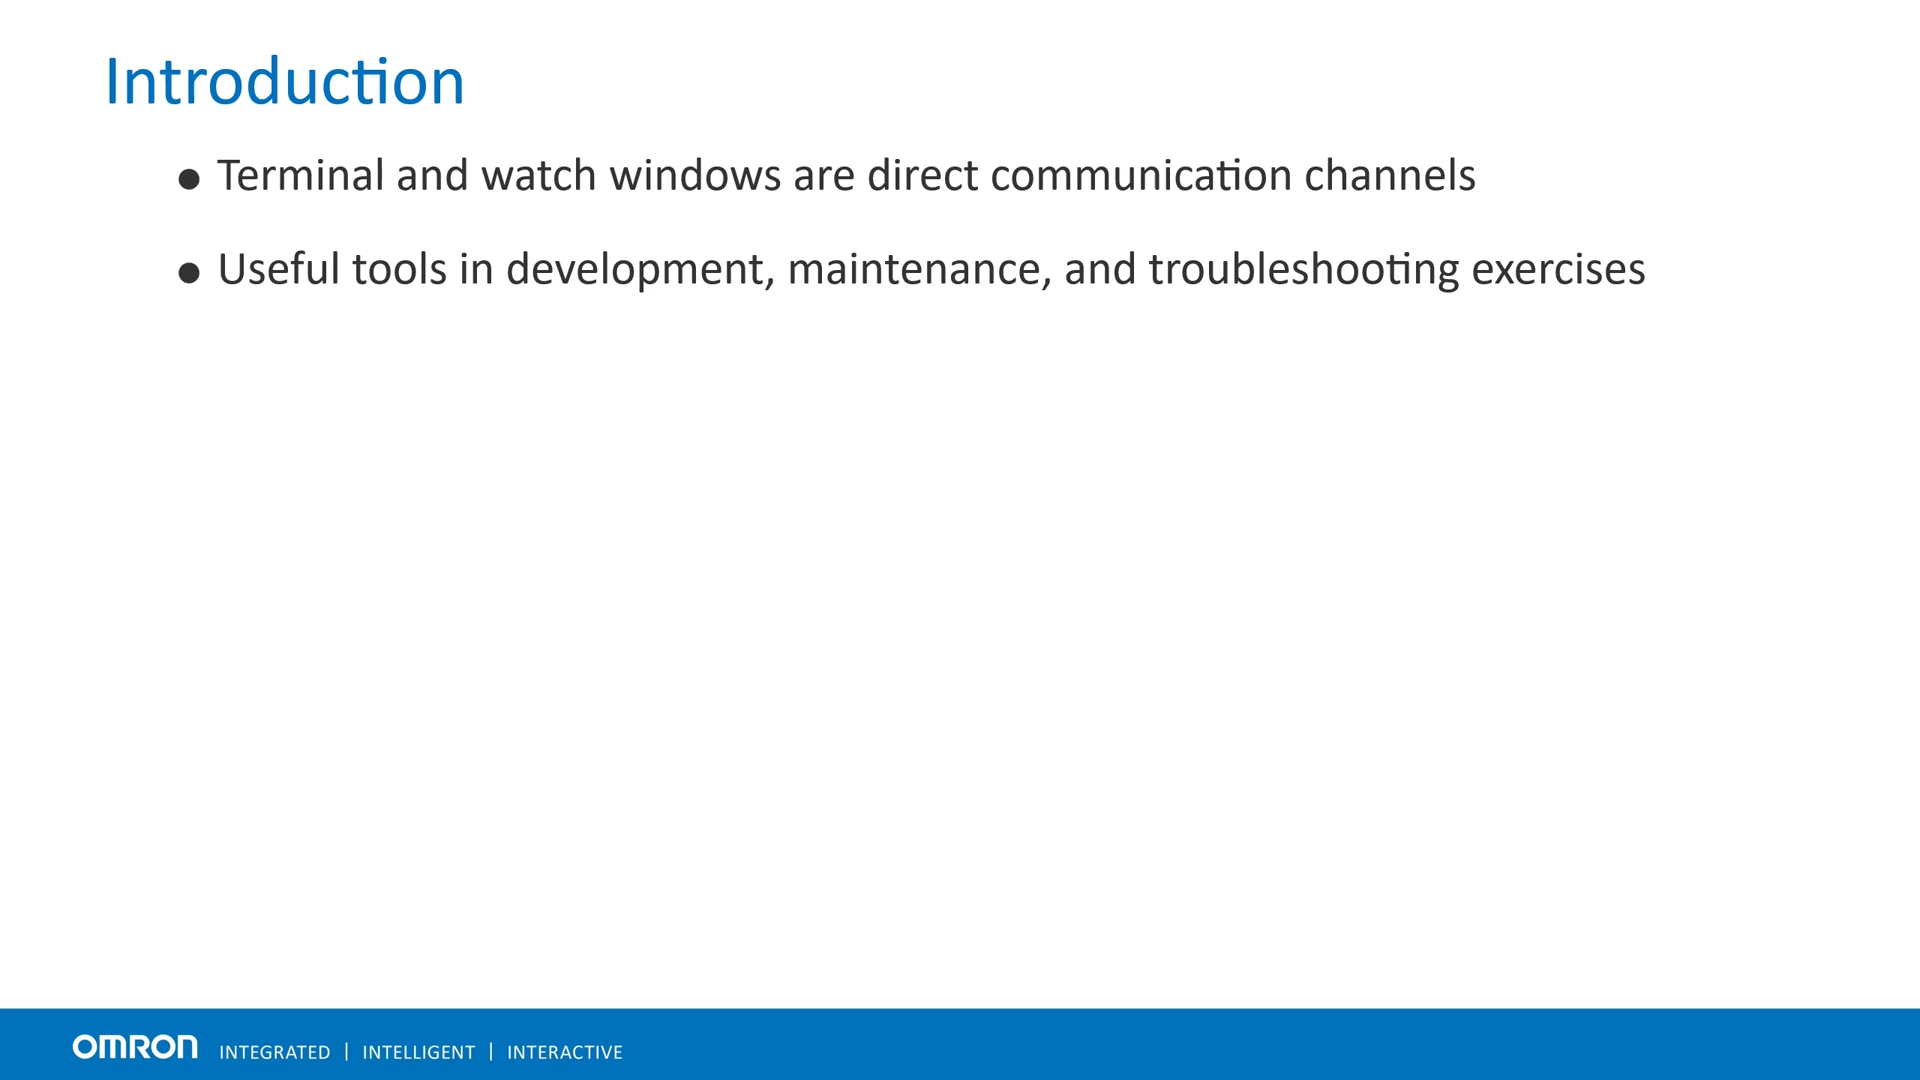 Introduction
● Terminal and watch windows are direct communication channels
● Useful tools in development, maintenance, and troubleshooting exercises
OMRON INTEGRATED | INTELLIGENT | INTERACTIVE